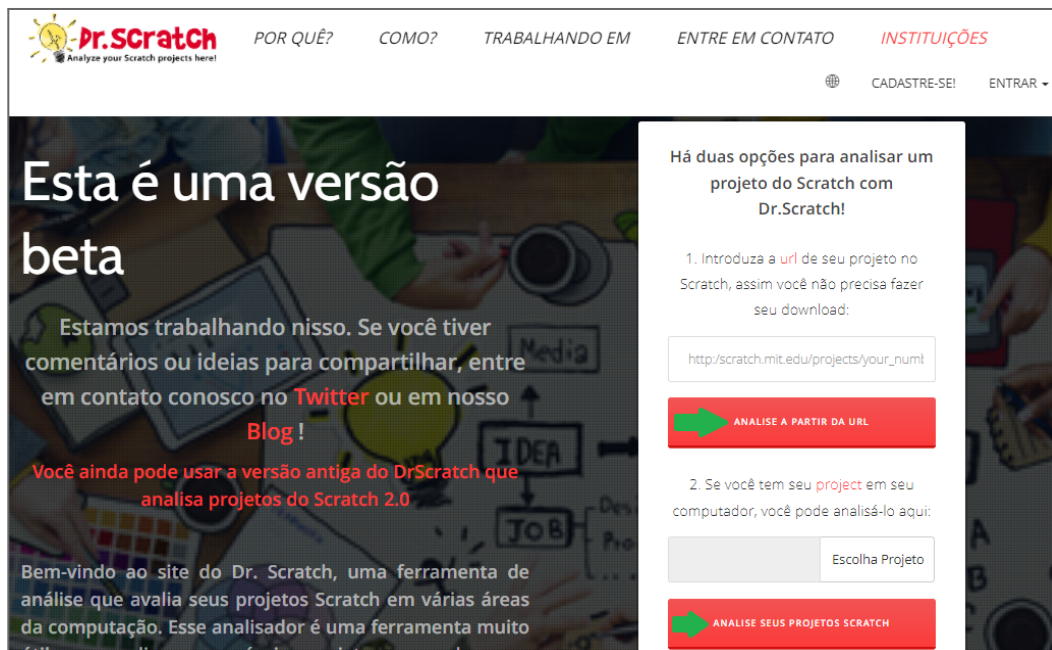 Dr.Scratch
Analyze your Scratch projects here!
POR QUÊ? COMO? TRABALHANDO EM ENTRE EM CONTATO INSTITUIÇÕES
CADASTRE-SE! ENTRAR
Esta é uma versão
beta
Estamos trabalhando nisso. Se você tiver
comentários ou ideias para compartilhar, entre
em contato conosco no Twitter ou em nosso
Blog !
Você ainda pode usar a versão antiga do DrScratch que
analisa projetos do Scratch 2.0
Bem-vindo ao site do Dr. Scratch, uma ferramenta de
análise que avalia seus projetos Scratch em várias áreas
da computação. Esse analisador é uma ferramenta muito
Há duas opções para analisar um
projeto do Scratch com
Dr.Scratch!
1. Introduza a url de seu projeto no
Scratch, assim você não precisa fazer
seu download:
http:/scratch.mit.edu/projects/your_numb
ANALISE A PARTIR DA URL
2. Se você tem seu project em seu
computador, você pode analisá-lo aqui:
Escolha Projeto
ANALISE SEUS PROJETOS SCRATCH
Media
IDEA
JOB